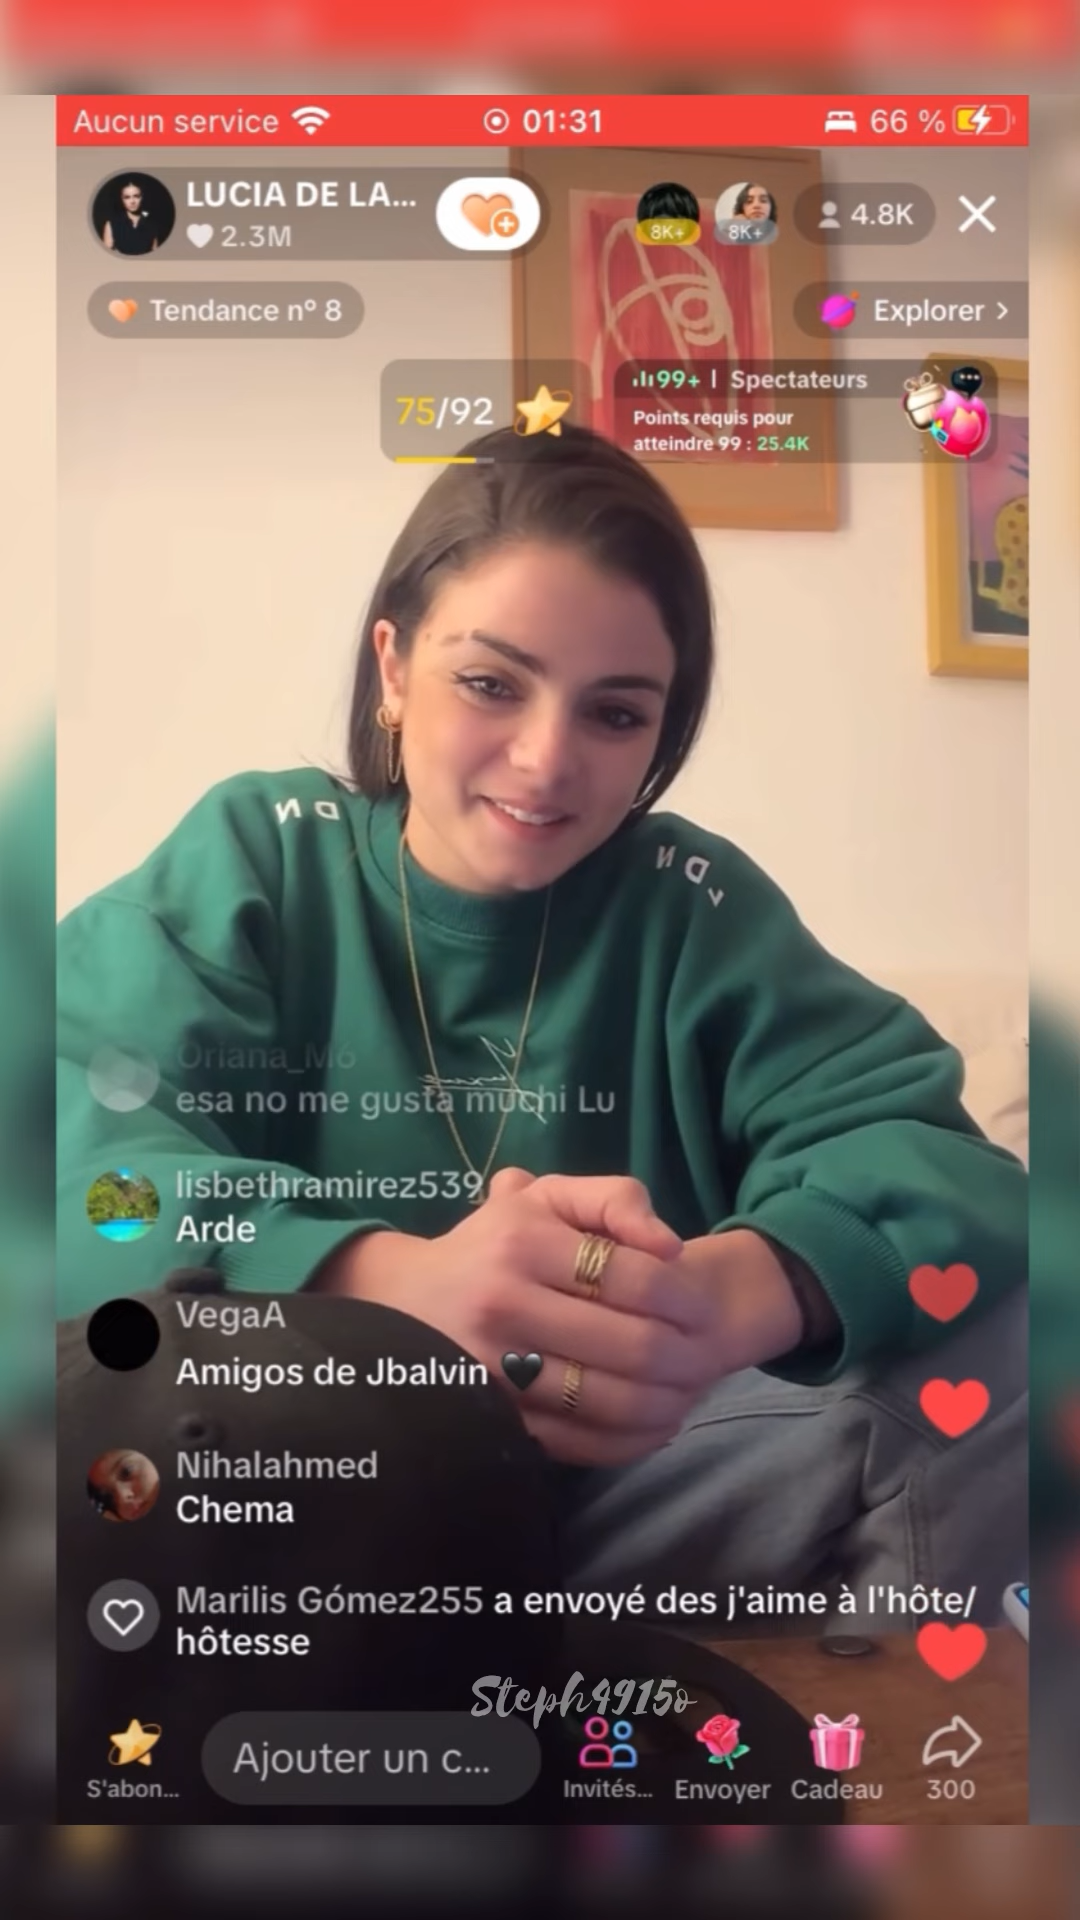 Aucun service 01:31 66 %
LUCIA DE LA...
2.3M
8K+
8K+
4.8K
Tendance nº 8
Explorer >
75/92
99+ | Spectateurs
Points requis pour
atteindre 99 : 25.4K
Oriana_M6
esa no me gusta muchi Lu
lisbethramirez539
Arde
VegaA
Amigos de Jbalvin 🖤
Nihalahmed
Chema
Marilis Gómez255 a envoyé des j'aime à l'hôte/
hôtesse
Steph4915o
Ajouter un c...
S'abon...
Invités...
Envoyer
Cadeau
300